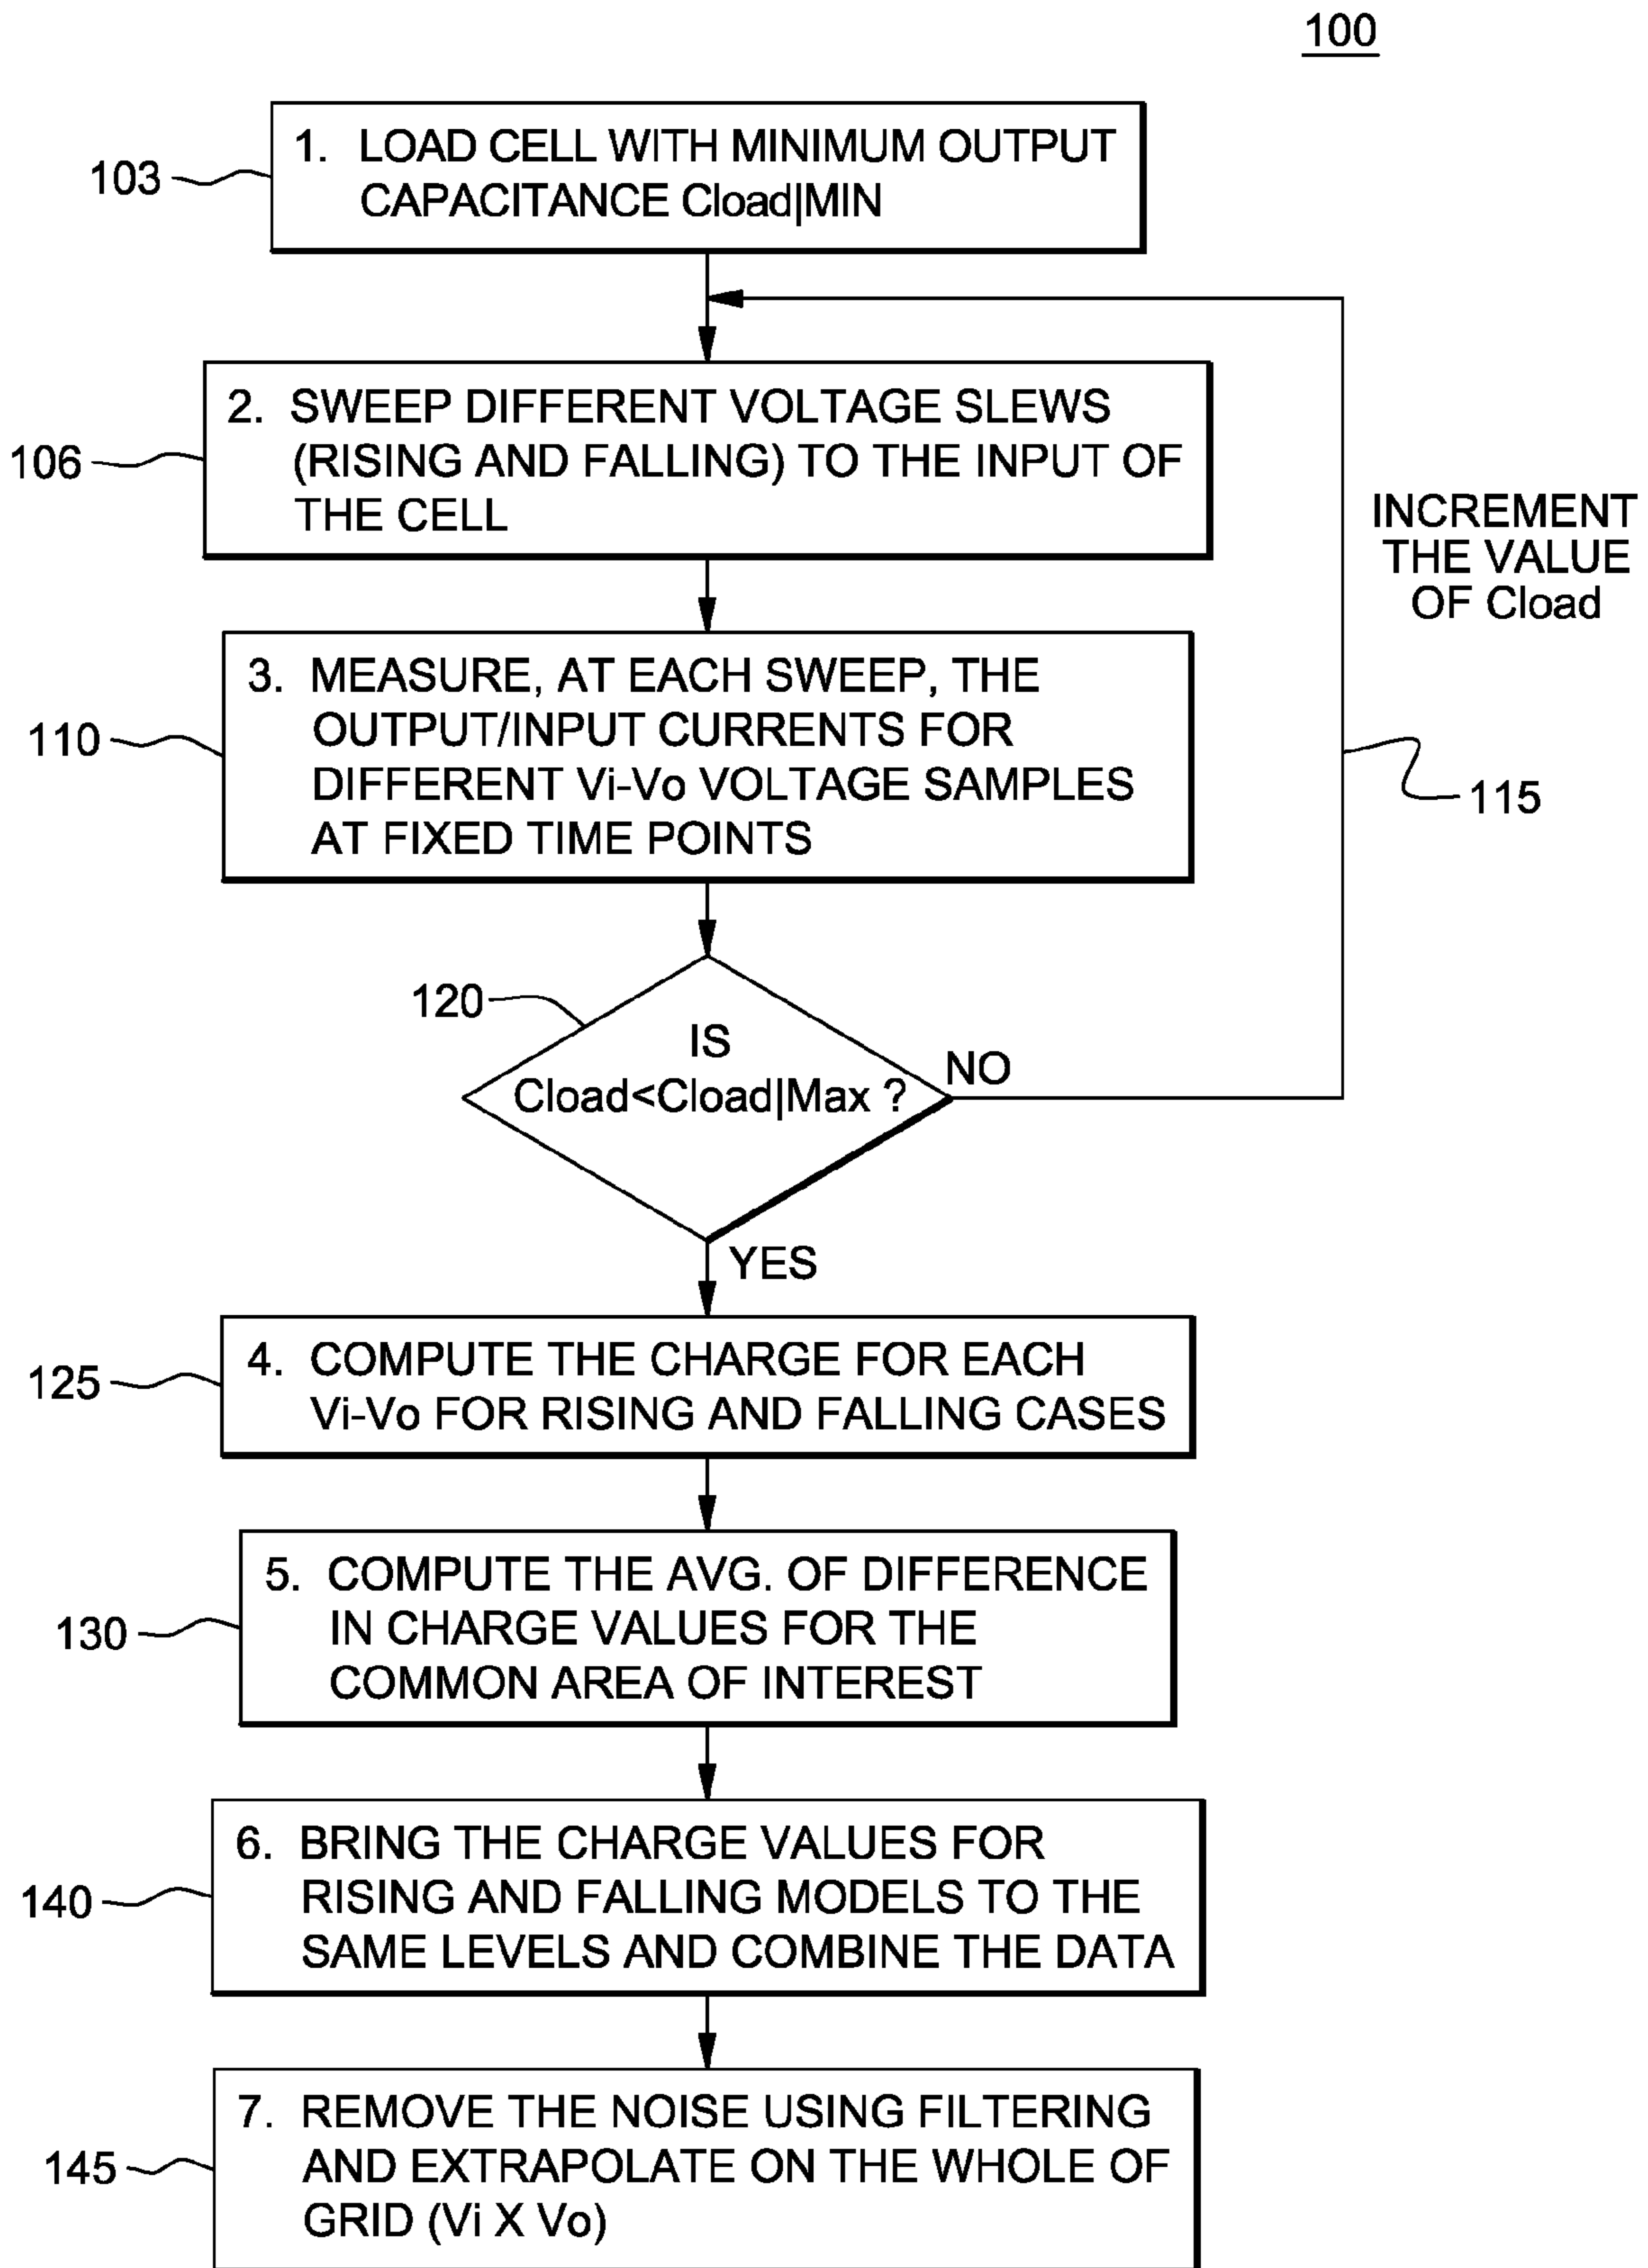 100
103
1. LOAD CELL WITH MINIMUM OUTPUT
CAPACITANCE Cload|MIN
106
2. SWEEP DIFFERENT VOLTAGE SLEWS
(RISING AND FALLING) TO THE INPUT OF
THE CELL
INCREMENT
THE VALUE
OF Cload
110
3. MEASURE, AT EACH SWEEP, THE
OUTPUT/INPUT CURRENTS FOR
DIFFERENT Vi-Vo VOLTAGE SAMPLES
AT FIXED TIME POINTS
115
120
IS
Cload<Cload|Max ?
NO
YES
125
4. COMPUTE THE CHARGE FOR EACH
Vi-Vo FOR RISING AND FALLING CASES
130
5. COMPUTE THE AVG. OF DIFFERENCE
IN CHARGE VALUES FOR THE
COMMON AREA OF INTEREST
140
6. BRING THE CHARGE VALUES FOR
RISING AND FALLING MODELS TO THE
SAME LEVELS AND COMBINE THE DATA
145
7. REMOVE THE NOISE USING FILTERING
AND EXTRAPOLATE ON THE WHOLE OF
GRID (Vi X Vo)